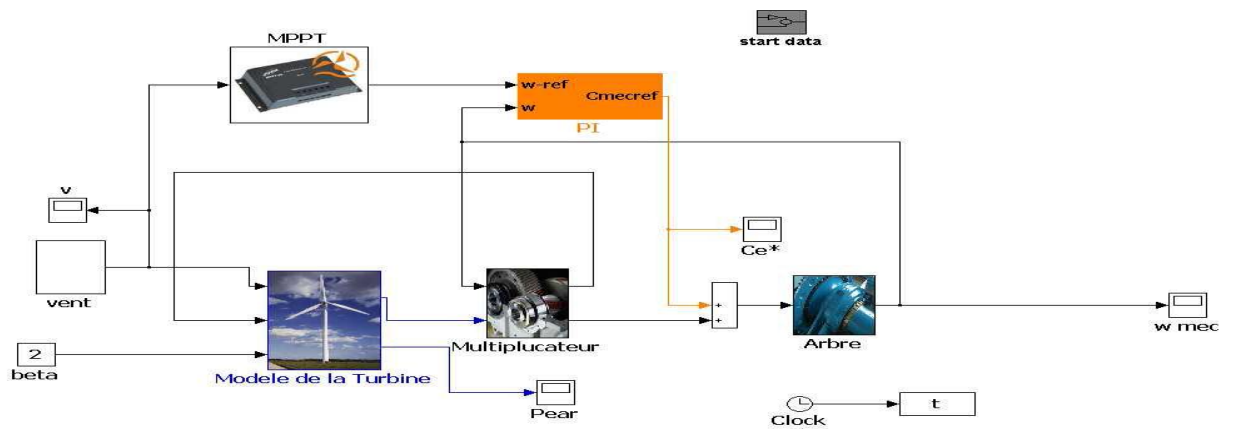 start data
MPPT
w-ref
w
Cmecref
PI
v
Ce*
vent
Multiplucateur
Arbre
w mec
2
beta
Modele de la Turbine
Pear
Clock
t
+
+